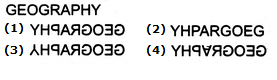 GEOGRAPHY
(1) GEOGRAPHY (2) YHPARGOEG
(3) YHPARGOEG (4) YHPARGOEG